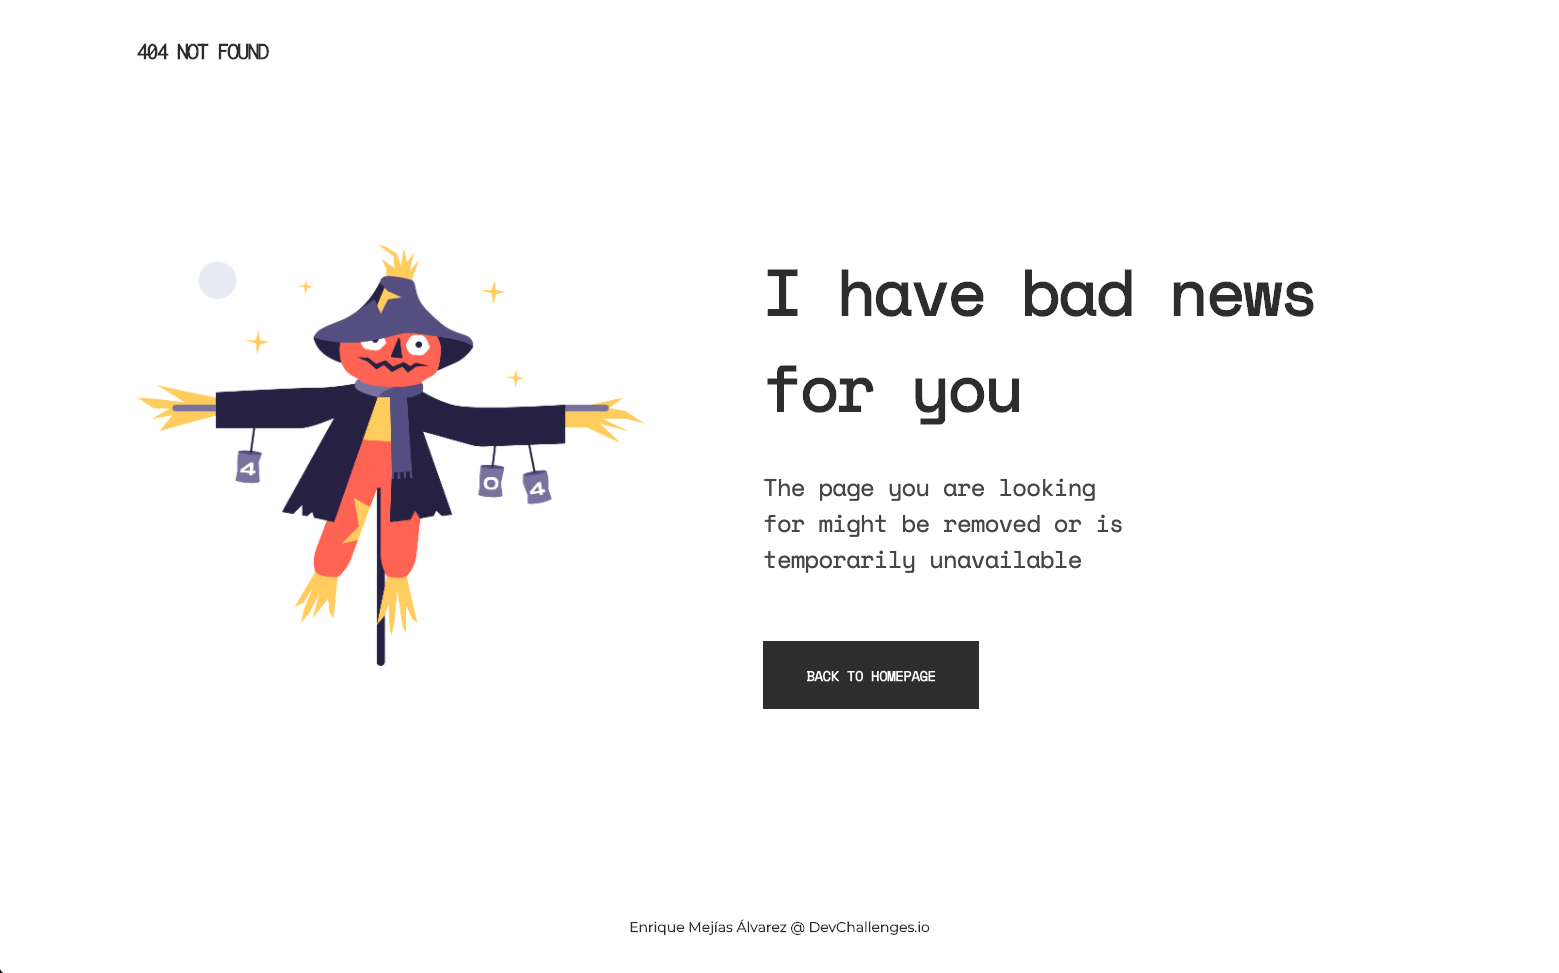 404 NOT FOUND
I have bad news
for you
4
0
4
The page you are looking
for might be removed or is
temporarily unavailable
BACK TO HOMEPAGE
Enrique Mejías Álvarez @ DevChallenges.io